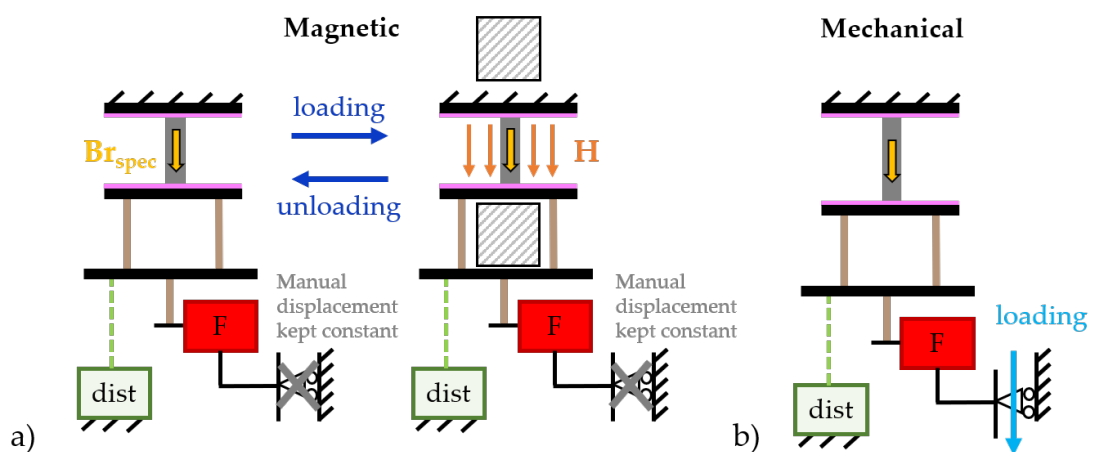 Magnetic
Mechanical
loading
Br_spec
H
unloading
Manual
displacement
kept constant
F
dist
Manual
displacement
kept constant
F
dist
loading
F
dist
a)
b)